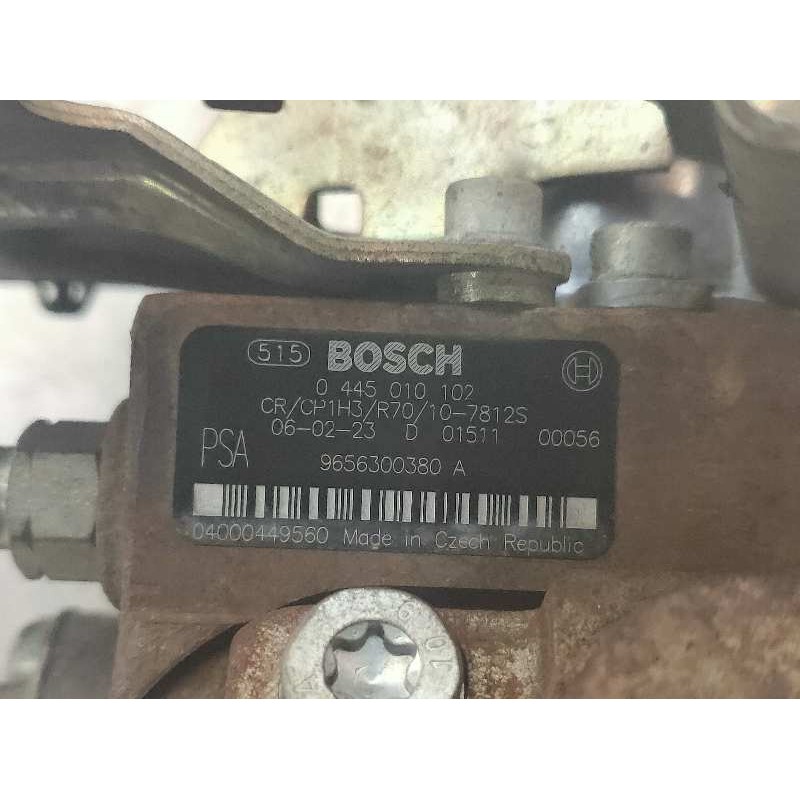 515 BOSCH
0 445 010 102
CR/CP1H3/R70/10-7812S
06-02-23 D 01511 00056
PSA 9656300380 A
04000449560 Made in Czech Republic